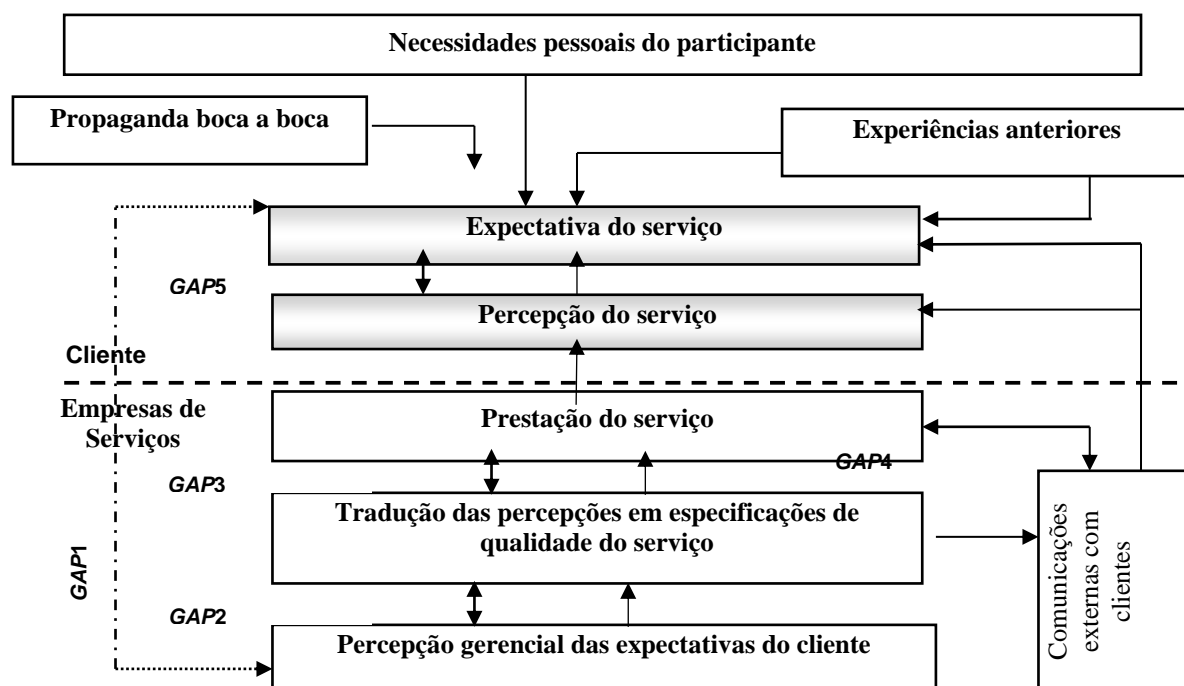 Necessidades pessoais do participante
Propaganda boca a boca
Experiências anteriores
Expectativa do serviço
GAP5
Percepção do serviço
Cliente
Empresas de
Serviços
Prestação do serviço
GAP4
GAP3
Tradução das percepções em especificações de
qualidade do serviço
Comunicações
externas com
clientes
GAP1
GAP2
Percepção gerencial das expectativas do cliente